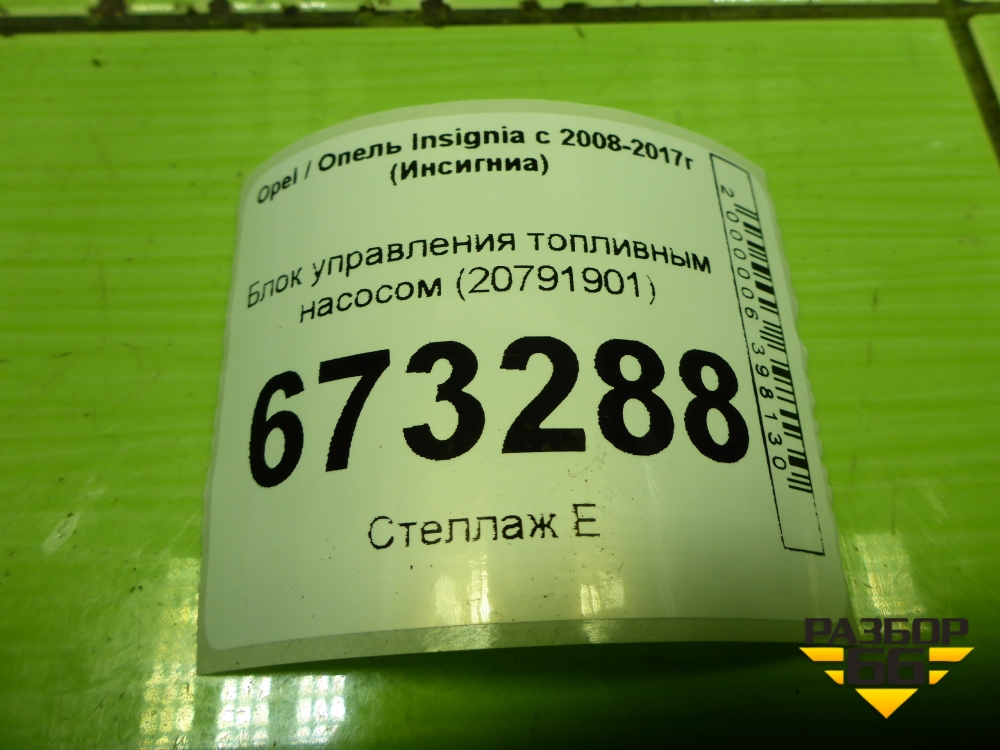 Opel / Опель Insignia с 2008-2017г
(Инсигниа)
Блок управления топливным
насосом (20791901)
673288
Стеллаж Е
2000006398130
РАЗБОР
66